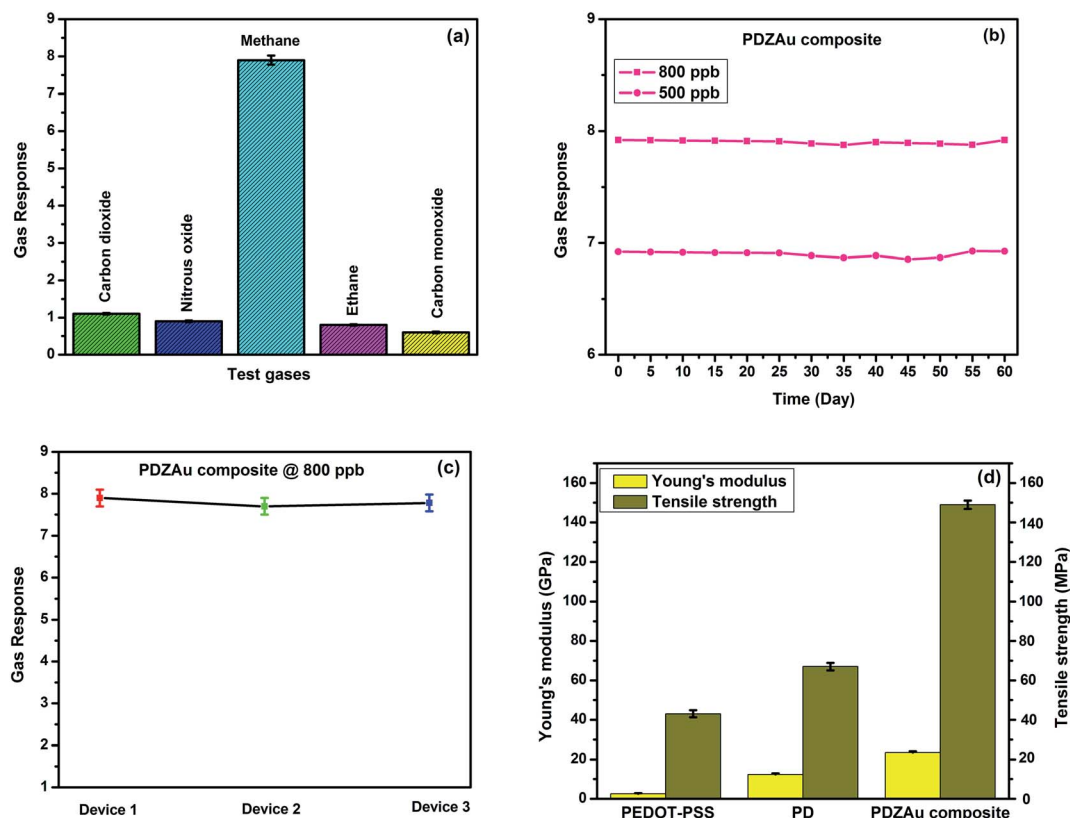 (a)
Methane
Carbon dioxide
Nitrous oxide
Ethane
Carbon monoxide
9
8
7
6
5
4
3
2
1
0
Gas Response
Test gases
(b)
PDZAu composite
800 ppb
500 ppb
9
8
7
6
Gas Response
0 5 10 15 20 25 30 35 40 45 50 55 60
Time (Day)
(c)
PDZAu composite @ 800 ppb
9
8
7
6
5
4
3
2
1
Gas Response
Device 1 Device 2 Device 3
(d)
Young's modulus
Tensile strength
160
140
120
100
80
60
40
20
0
Young's modulus (GPa)
160
140
120
100
80
60
40
20
0
Tensile strength (MPa)
PEDOT-PSS PD PDZAu composite